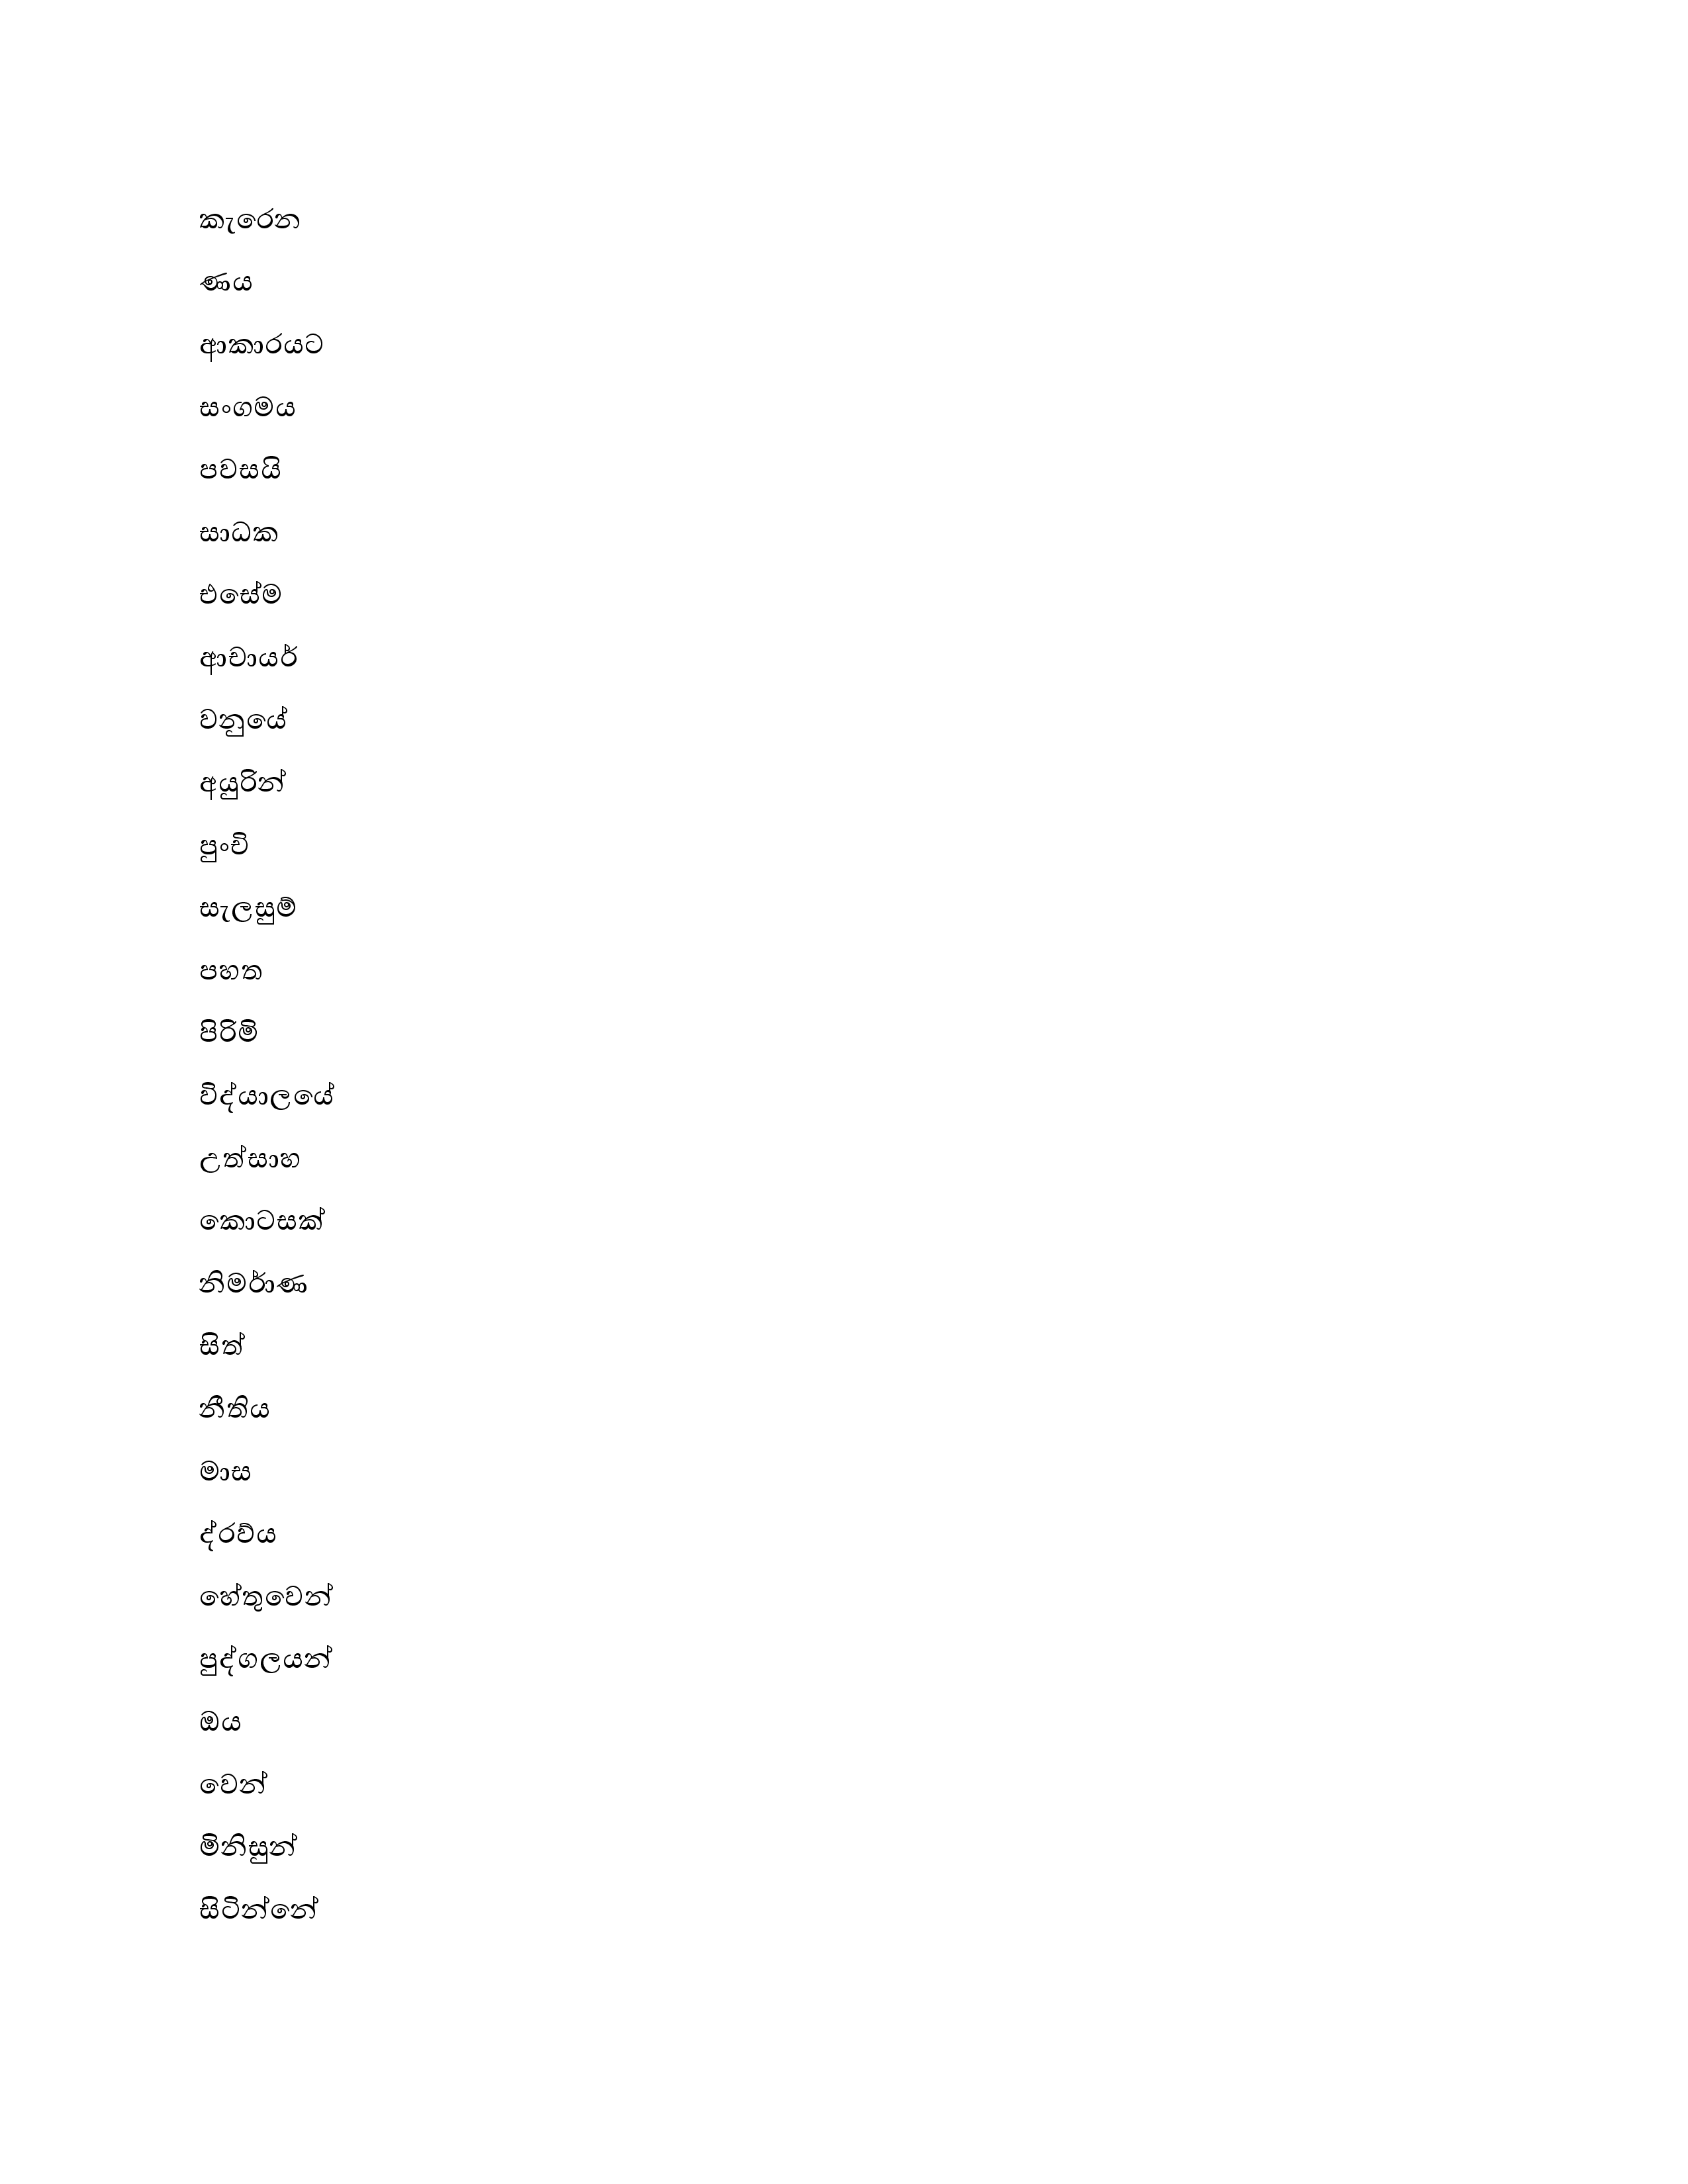 කැරෙන
ණය
ආකාරයට
සංගමය
පවසයි
සාධක
එසේම
ආචායර්
වනුයේ
අයුරින්
පුංචි
සැලසුම්
පහත
පිරිමි
විද්යාලයේ
උත්සාහ
කොටසක්
නිමර්ාණ
සිත්
නීතිය
මාස
ද්රව්ය
හේතුවෙන්
පුද්ගලයන්
ඔය
වෙන්
මිනිසුන්
සිටින්නේ